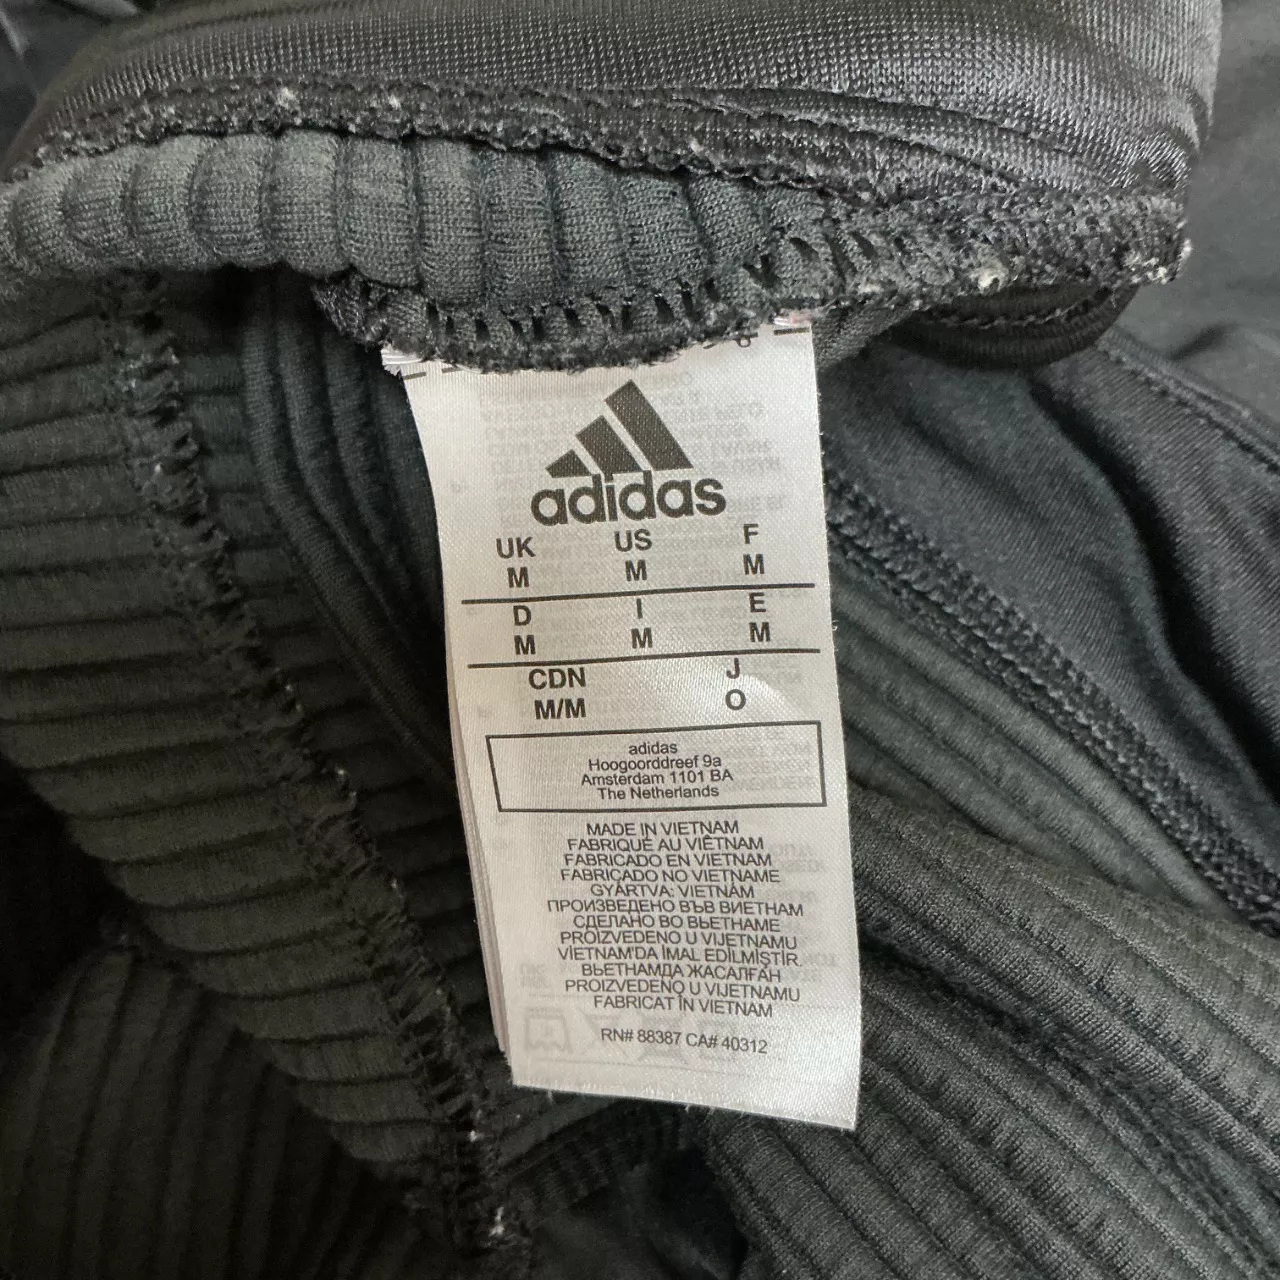 adidas
UK US F
M M M
D I E
M M M
CDN J
M/M O
adidas
Hoogoorddreef 9a
Amsterdam 1101 BA
The Netherlands
MADE IN VIETNAM
FABRIQUÉ AU VIÊTNAM
FABRICADO EN VIETNAM
FABRICADO NO VIETNAME
GYÁRTVA: VIETNÁM
ПРОИЗВЕДЕНО ВЪВ ВИЕТНАМ
СДЕЛАНО ВО ВЬЕТНАМЕ
PROIZVEDENO U VIJETNAMU
VİETNAM'DA İMAL EDİLMİŞTİR
ВЬЕТНАМДА ЖАСАЛҒАН
PROIZVEDENO U VIJETNAMU
FABRICAT ÎN VIETNAM
RN# 88387 CA# 40312